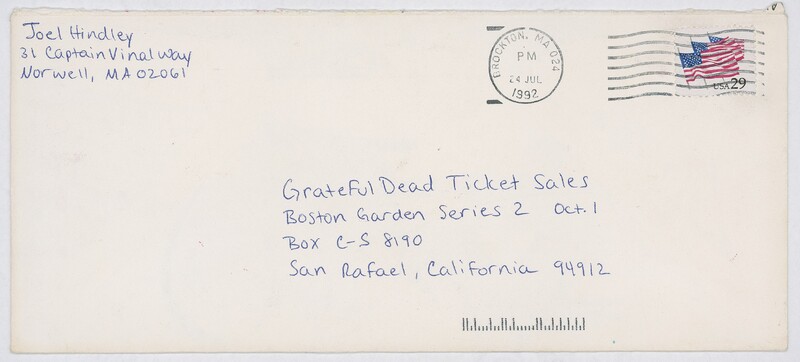 Joel Hindley
31 Captain Vinal Way
Norwell, MA 02061
BROCKTON, MA 024
PM
24 JUL
1992
USA 29
Grateful Dead Ticket Sales
Boston Garden Series 2 Oct. 1
Box C-S 8190
San Rafael, California 94912